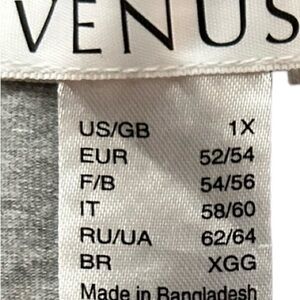 VENUS
US/GB 1X
EUR 52/54
F/B 54/56
IT 58/60
RU/UA 62/64
BR XGG
Made in Bangladesh